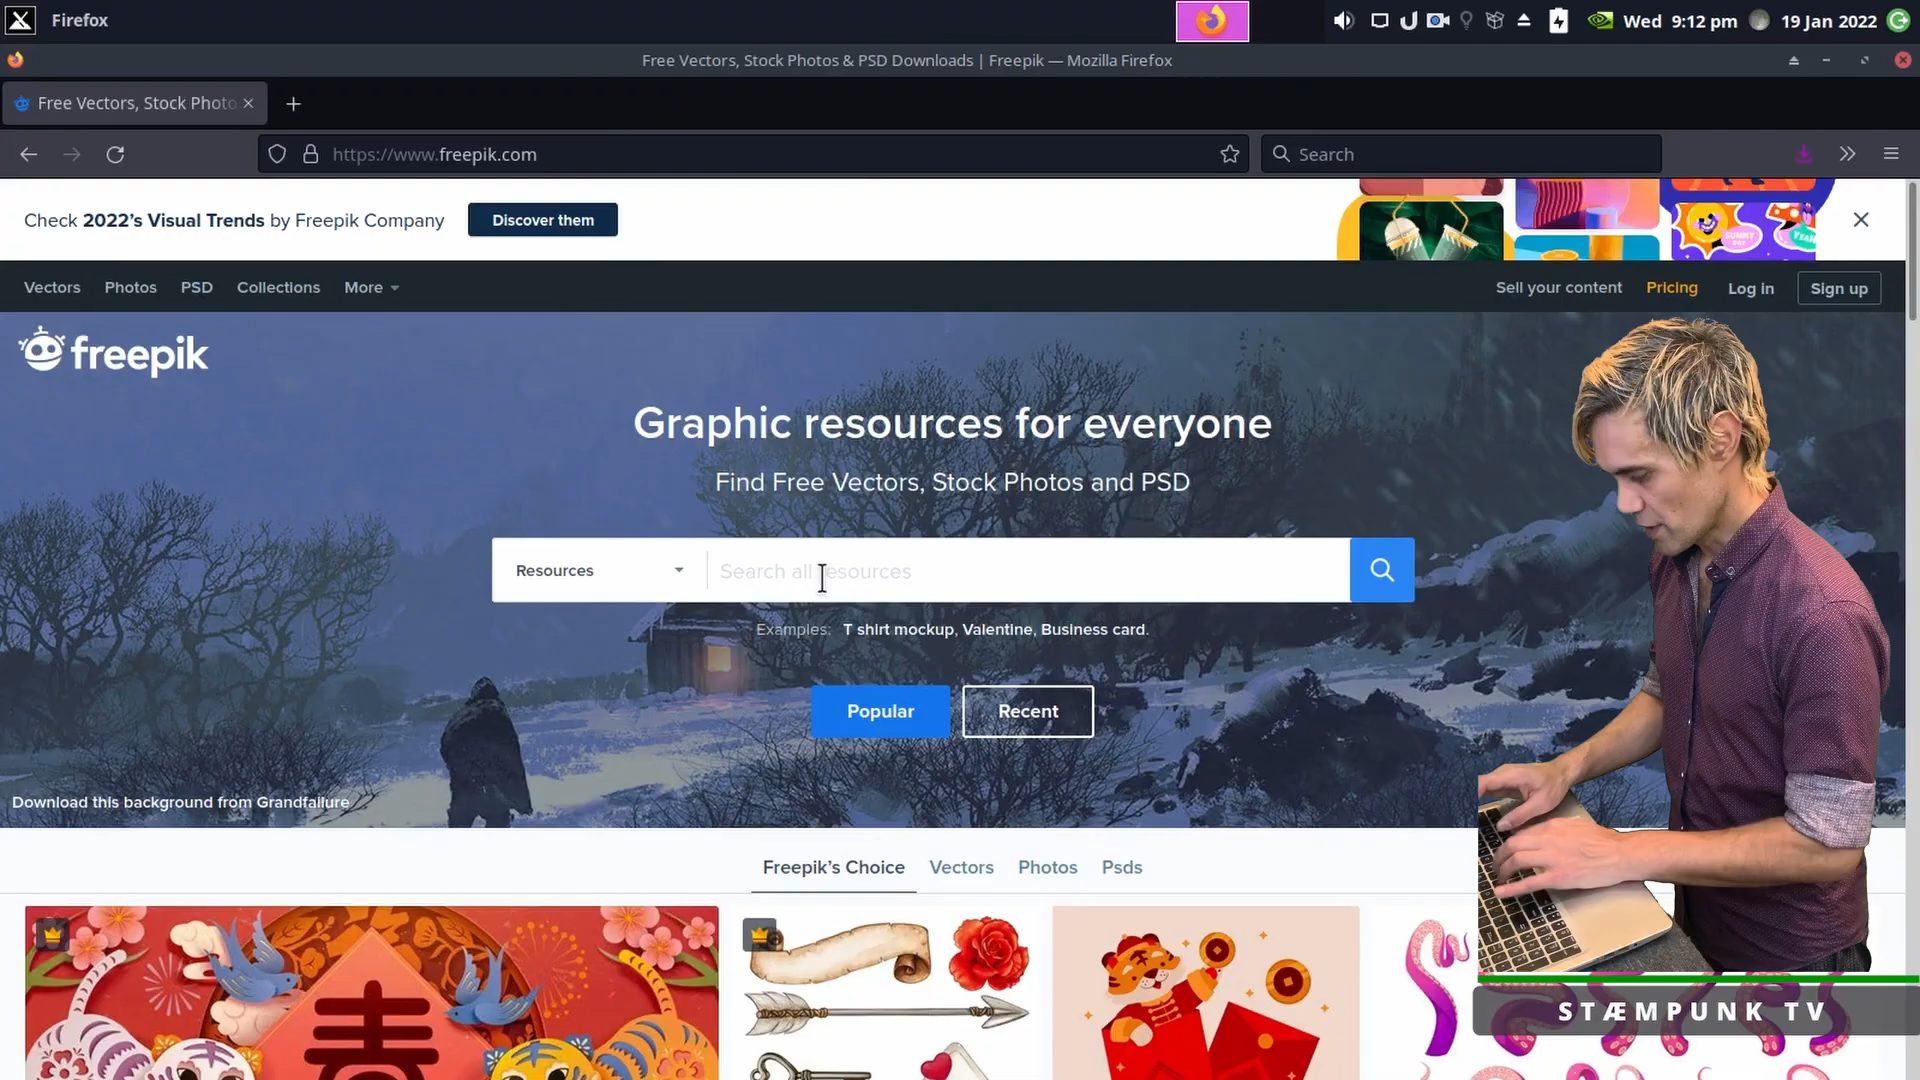 Firefox
Wed 9:12 pm 19 Jan 2022
Free Vectors, Stock Photos & PSD Downloads | Freepik — Mozilla Firefox
Free Vectors, Stock Photo
https://www.freepik.com
Search
Check 2022's Visual Trends by Freepik Company
Discover them
SUNNY DAY
YEAH
Vectors Photos PSD Collections More
Sell your content Pricing Log in Sign up
freepik
Graphic resources for everyone
Find Free Vectors, Stock Photos and PSD
Resources
Search all resources
Examples: T shirt mockup, Valentine, Business card.
Popular Recent
Download this background from Grandfailure
Freepik's Choice Vectors Photos Psds
春
STÆMPUNK TV